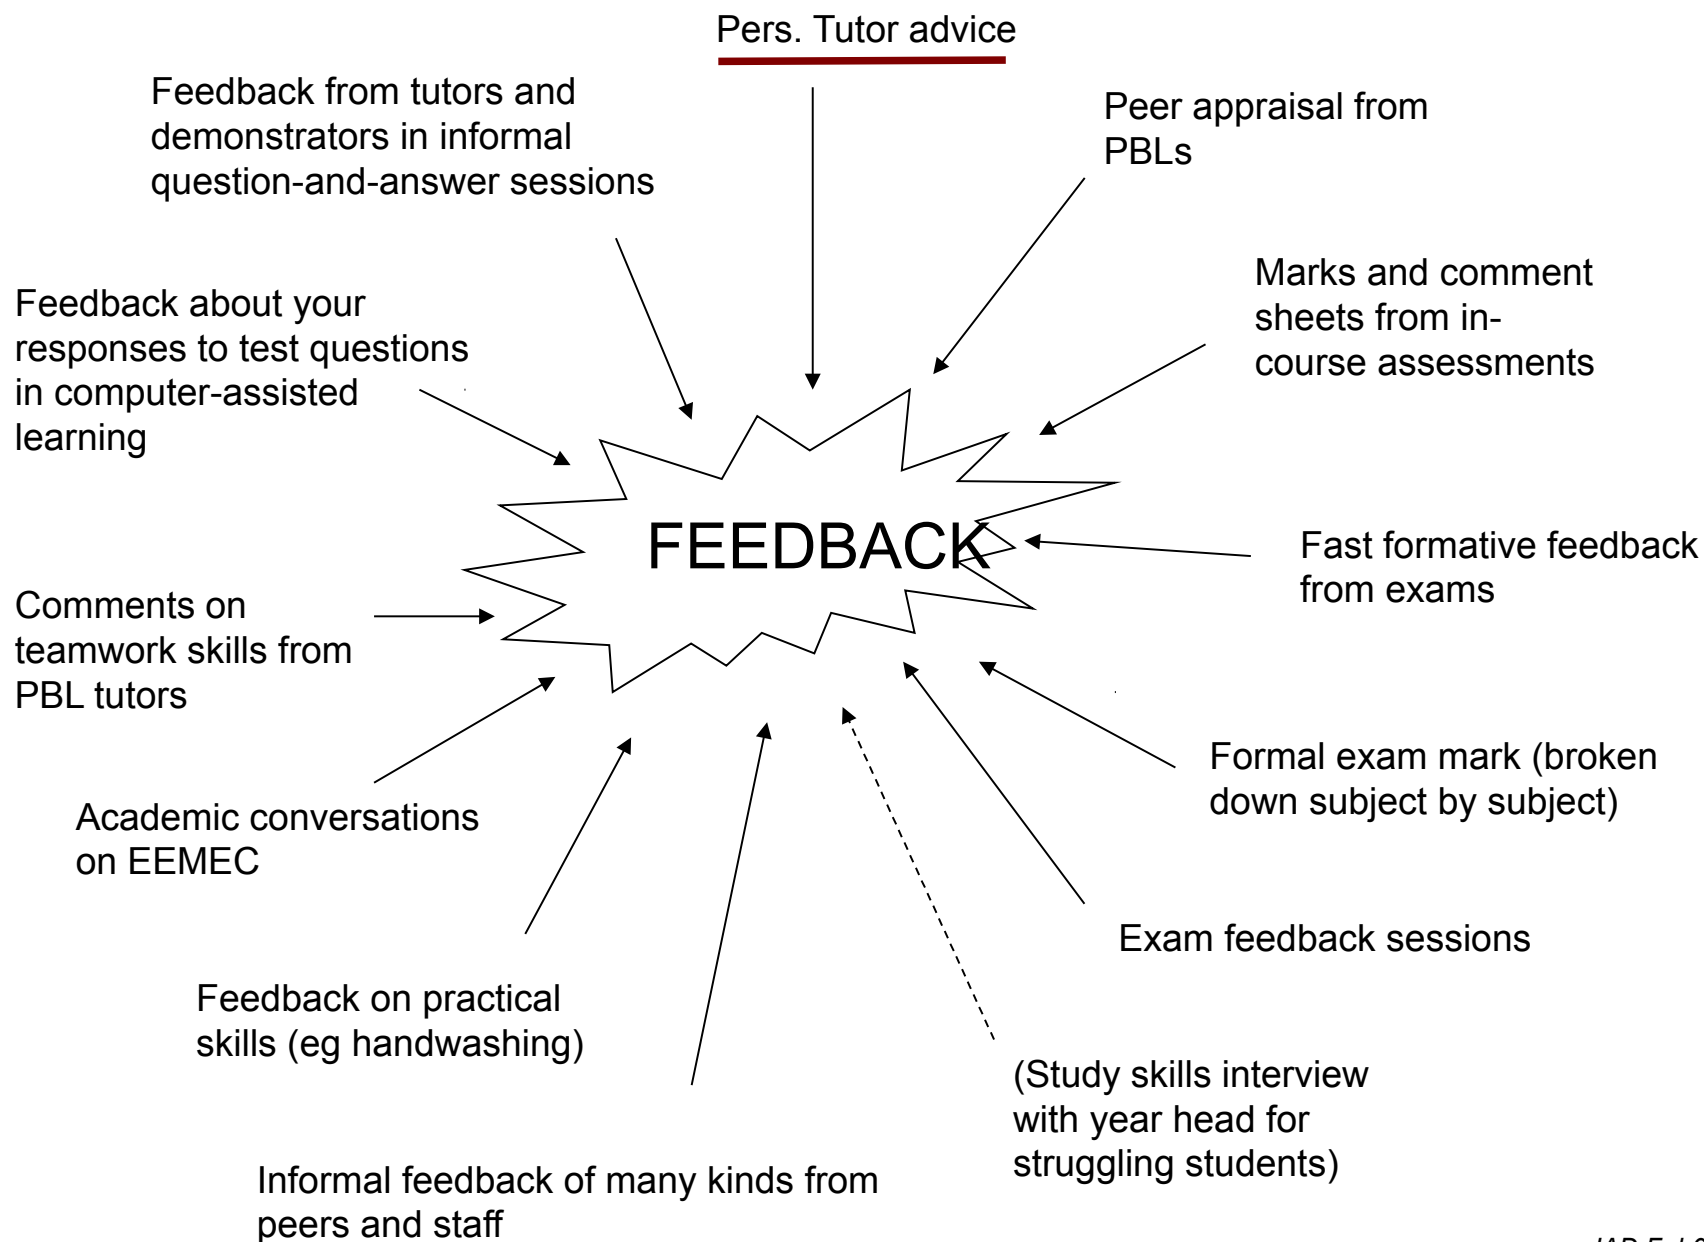 Pers. Tutor advice
Feedback from tutors and
demonstrators in informal
question-and-answer sessions
Peer appraisal from
PBLs
Marks and comment
sheets from in-
course assessments
Feedback about your
responses to test questions
in computer-assisted
learning
FEEDBACK
Fast formative feedback
from exams
Comments on
teamwork skills from
PBL tutors
Formal exam mark (broken
down subject by subject)
Academic conversations
on EEMEC
Exam feedback sessions
Feedback on practical
skills (eg handwashing)
(Study skills interview
with year head for
struggling students)
Informal feedback of many kinds from
peers and staff